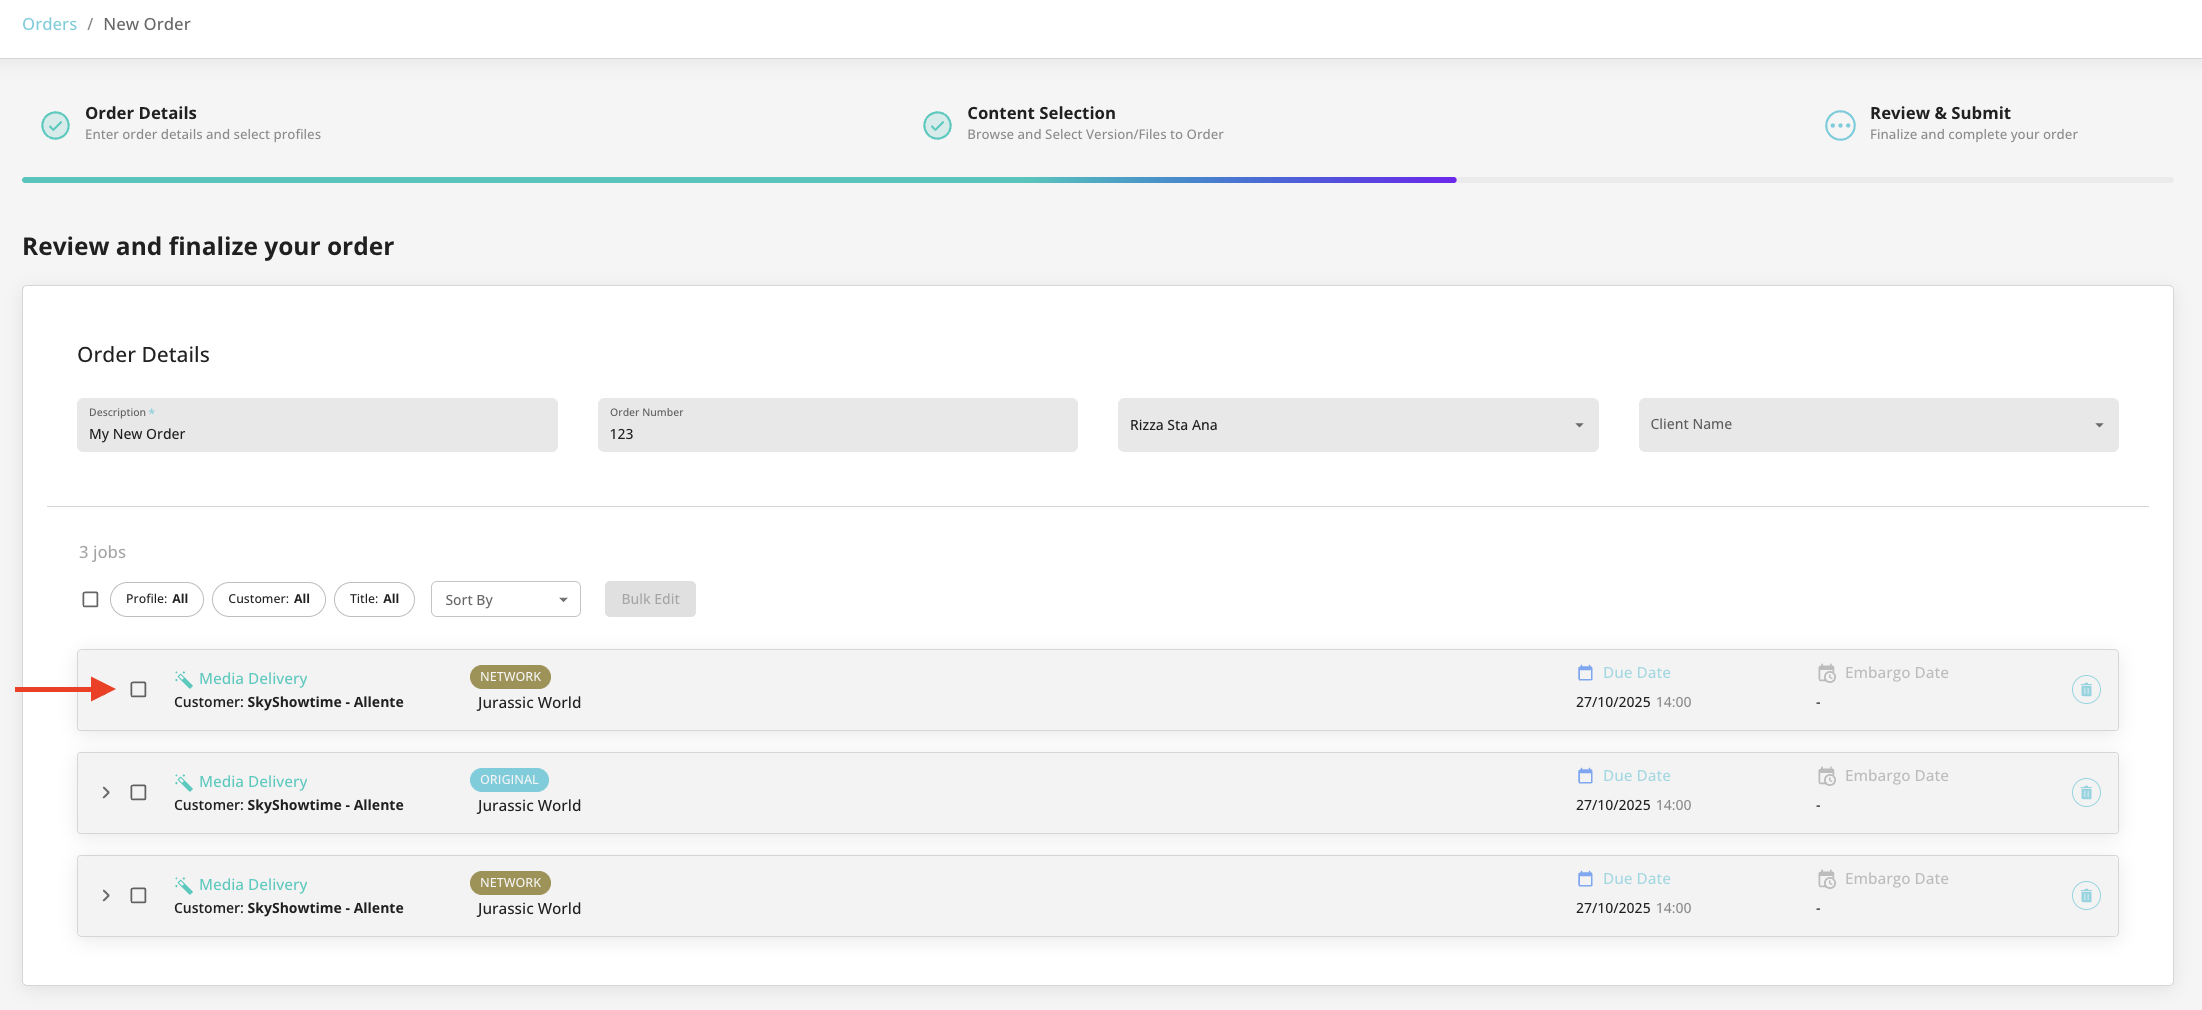 Orders / New Order
Order Details
Enter order details and select profiles
Content Selection
Browse and Select Version/Files to Order
Review & Submit
Finalize and complete your order
Review and finalize your order
Order Details
Description *
My New Order
Order Number
123
Rizza Sta Ana
Client Name
3 jobs
Profile: All
Customer: All
Title: All
Sort By
Bulk Edit
Media Delivery
Customer: SkyShowtime - Allente
NETWORK
Jurassic World
Due Date
27/10/2025 14:00
Embargo Date
-
Media Delivery
Customer: SkyShowtime - Allente
ORIGINAL
Jurassic World
Due Date
27/10/2025 14:00
Embargo Date
-
Media Delivery
Customer: SkyShowtime - Allente
NETWORK
Jurassic World
Due Date
27/10/2025 14:00
Embargo Date
-